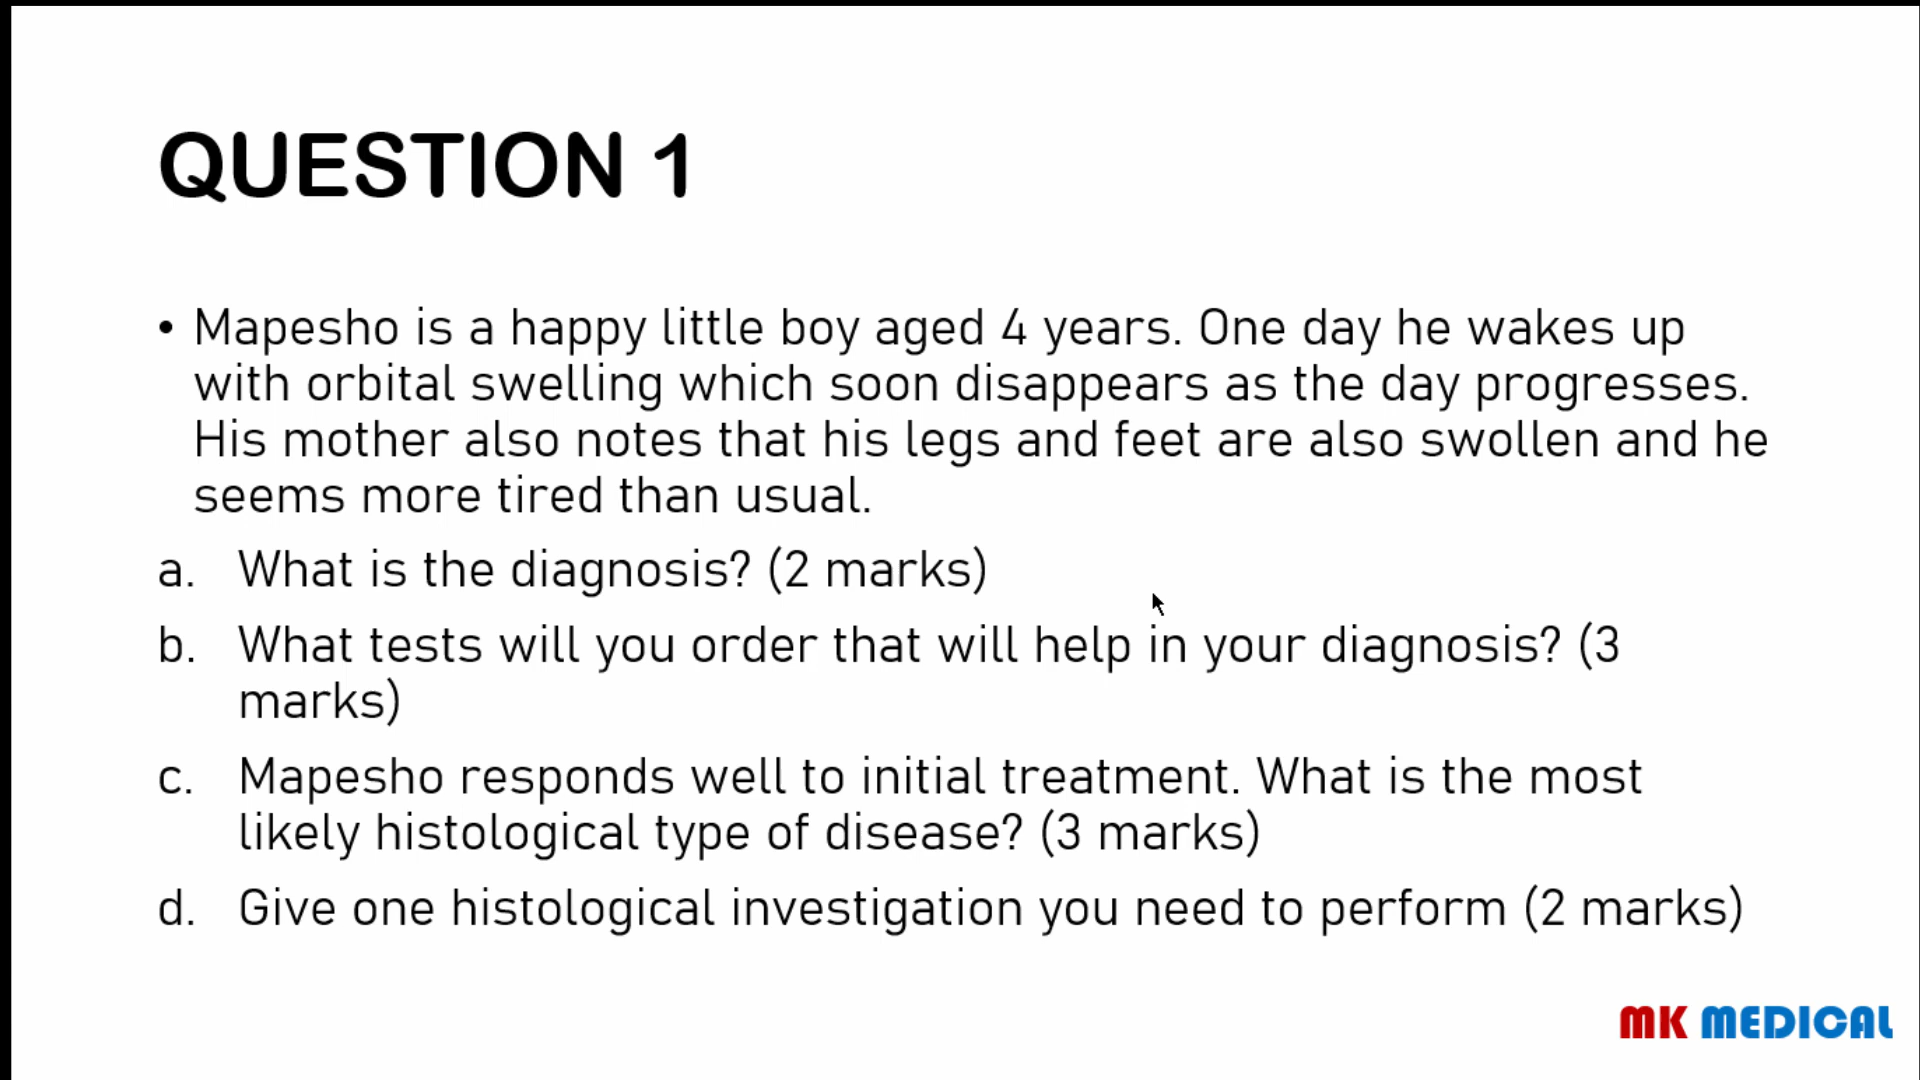 QUESTION 1
• Mapesho is a happy little boy aged 4 years. One day he wakes up
with orbital swelling which soon disappears as the day progresses.
His mother also notes that his legs and feet are also swollen and he
seems more tired than usual.
a. What is the diagnosis? (2 marks)
b. What tests will you order that will help in your diagnosis? (3
marks)
c. Mapesho responds well to initial treatment. What is the most
likely histological type of disease? (3 marks)
d. Give one histological investigation you need to perform (2 marks)
MK MEDICAL